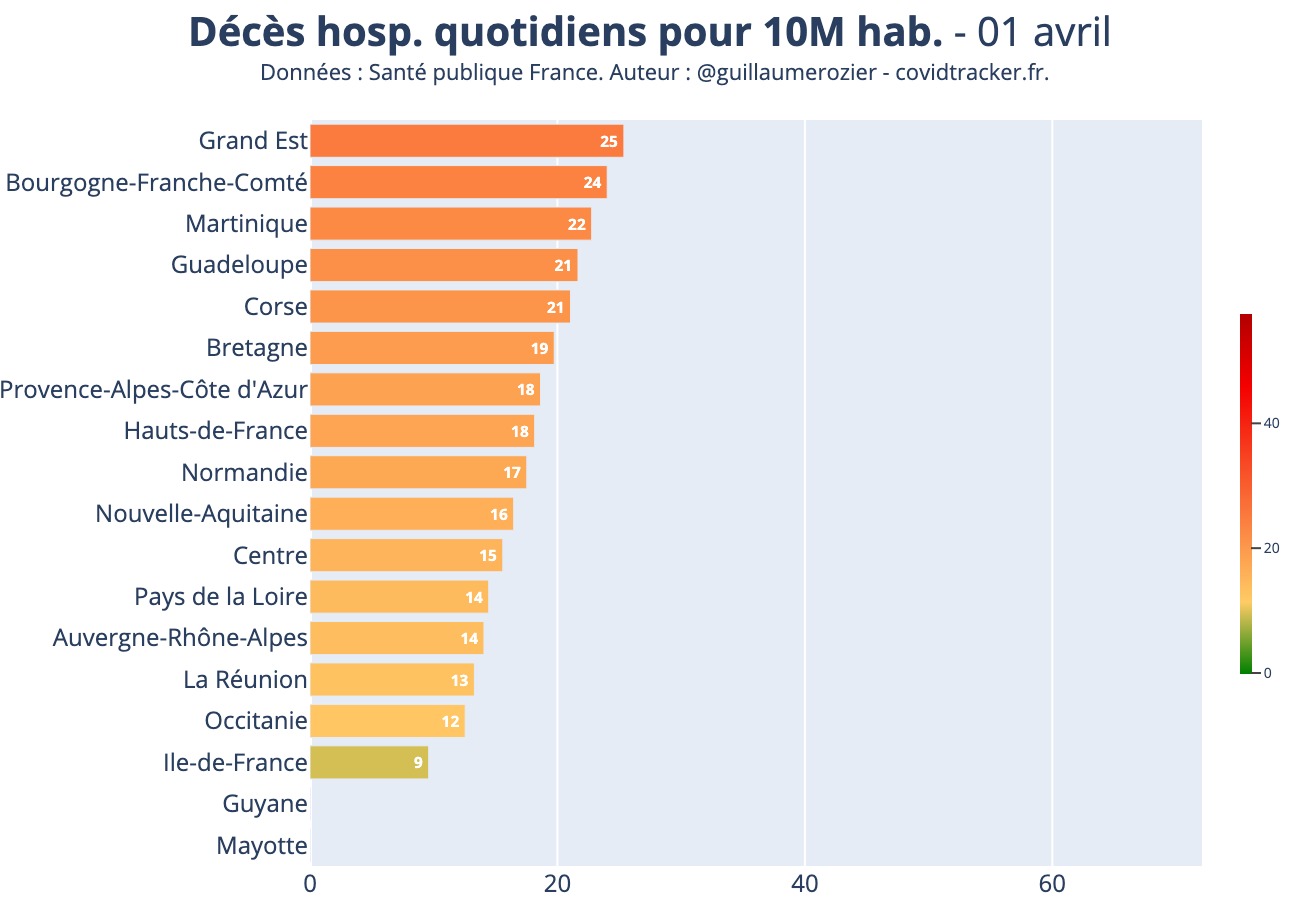 Décès hosp. quotidiens pour 10M hab. - 01 avril
Données : Santé publique France. Auteur : @guillaumerozier - covidtracker.fr.
Grand Est 25
Bourgogne-Franche-Comté 24
Martinique 22
Guadeloupe 21
Corse 21
Bretagne 19
Provence-Alpes-Côte d'Azur 18
Hauts-de-France 18
Normandie 17
Nouvelle-Aquitaine 16
Centre 15
Pays de la Loire 14
Auvergne-Rhône-Alpes 14
La Réunion 13
Occitanie 12
Ile-de-France 9
Guyane
Mayotte
0 20 40 60
40
20
0